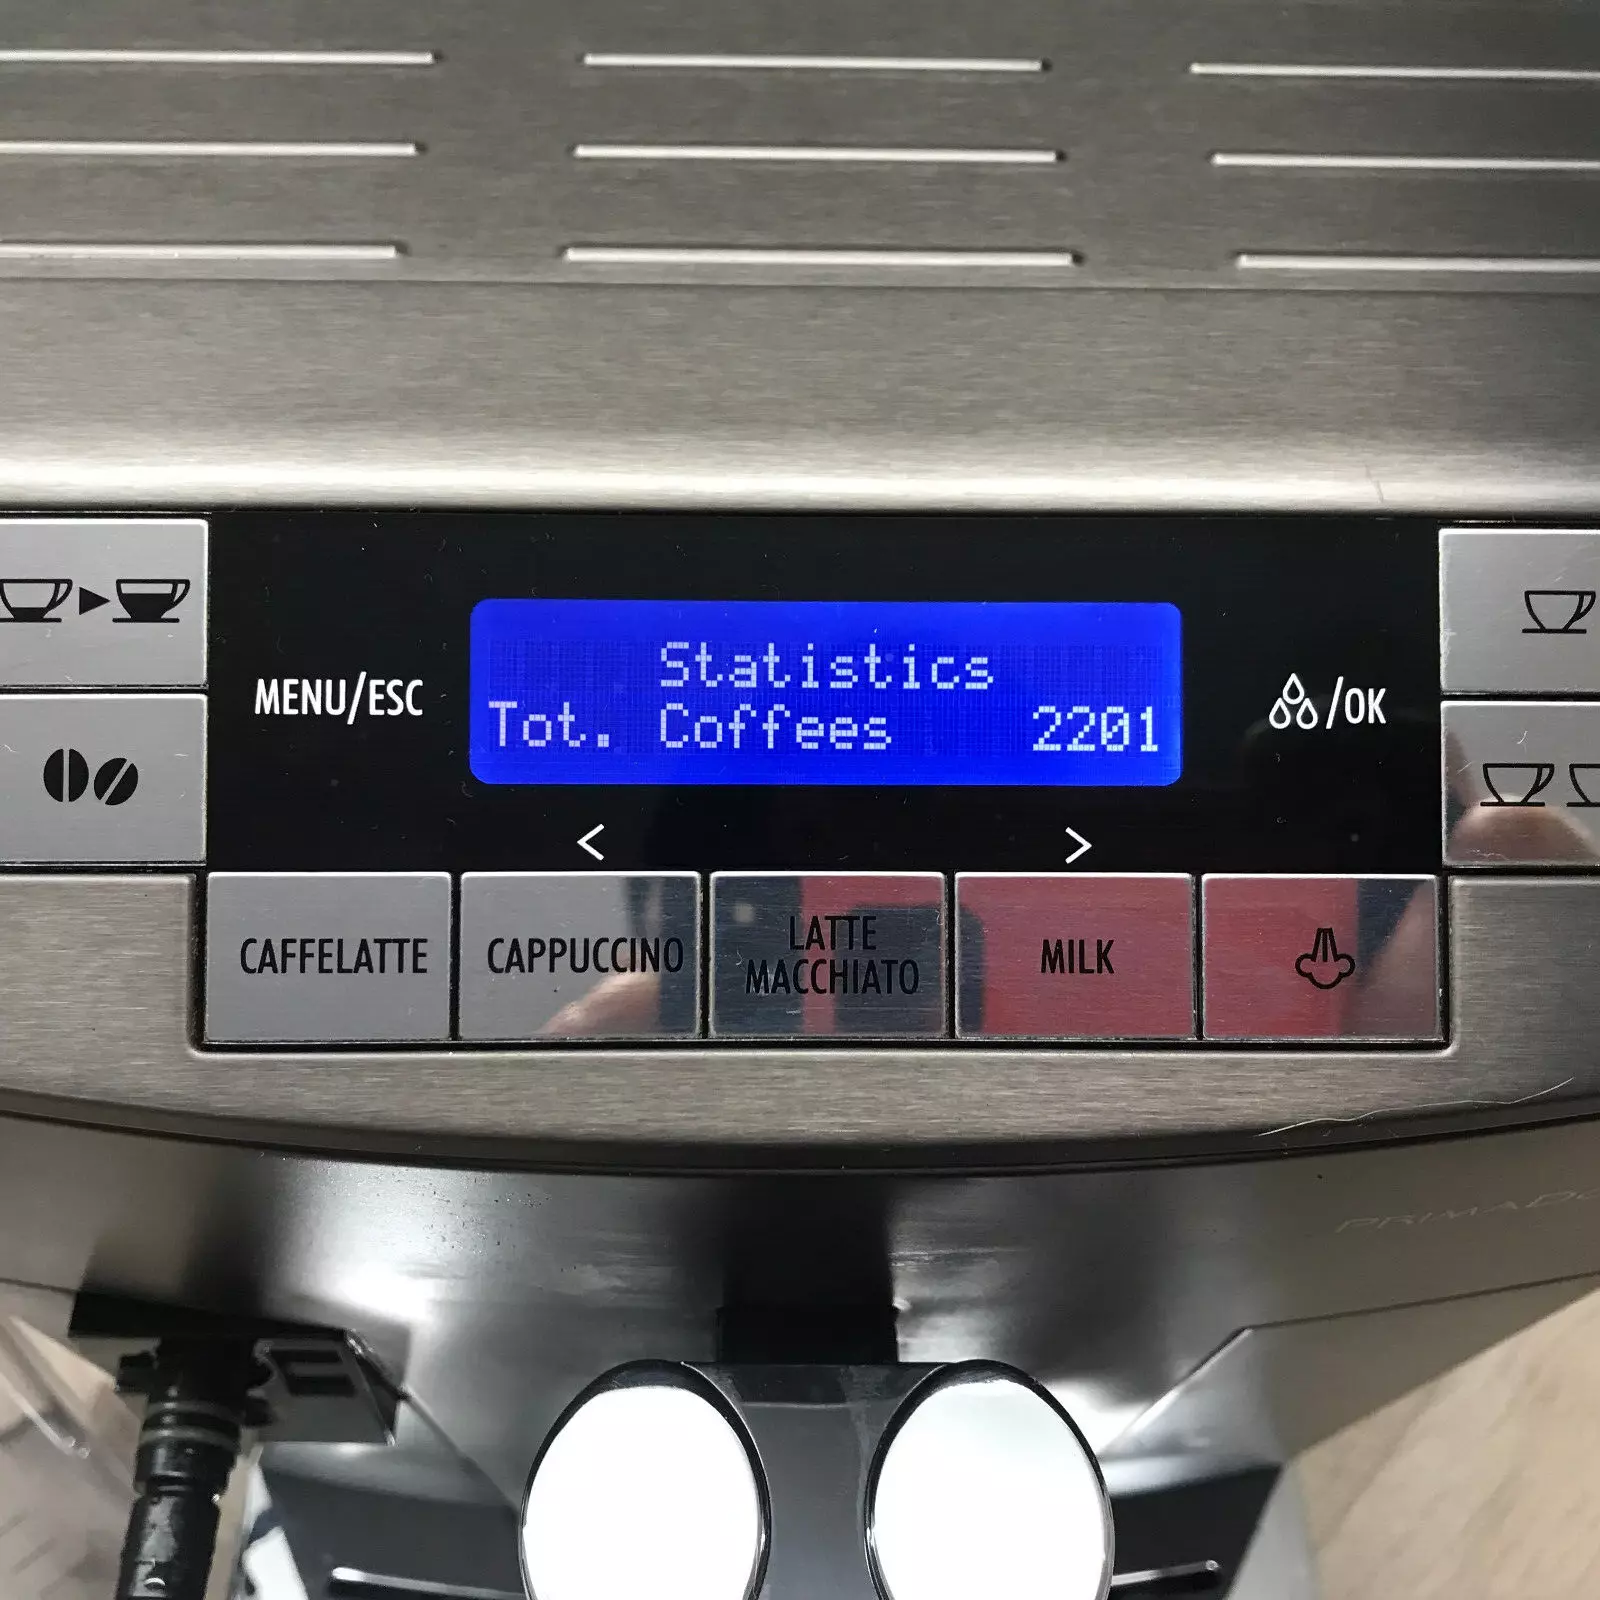 Statistics
Tot. Coffees 2201
MENU/ESC
/OK
< >
CAFFELATTE
CAPPUCCINO
LATTE
MACCHIATO
MILK